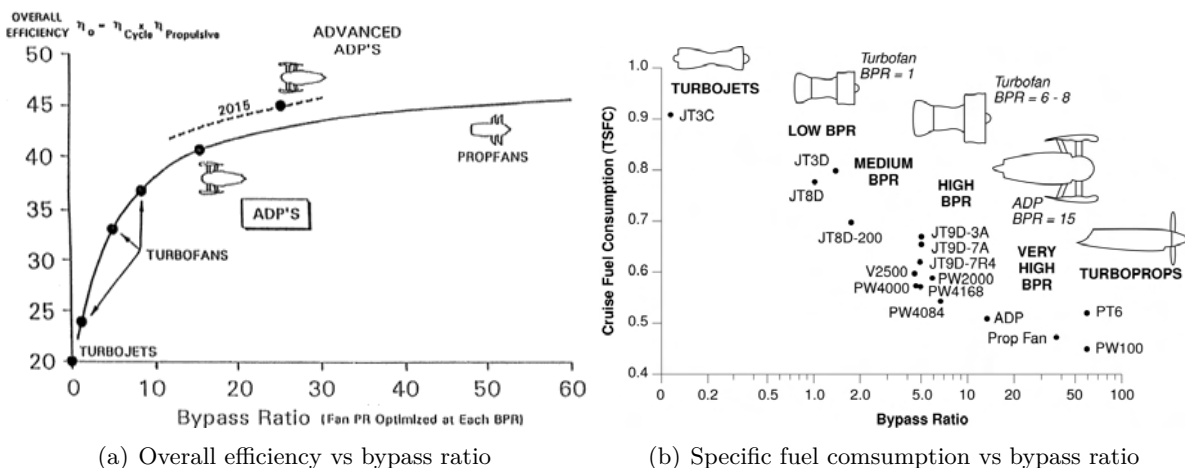 OVERALL
EFFICIENCY η o = η Cycle x η Propulsive
50
45
40
35
30
25
20
0
10
20
30
40
50
60
ADVANCED
ADP'S
2015
PROPFANS
ADP'S
TURBOFANS
TURBOJETS
Bypass Ratio (Fan PR Optimized at Each BPR)
(a) Overall efficiency vs bypass ratio
Cruise Fuel Consumption (TSFC)
1.0
0.9
0.8
0.7
0.6
0.5
0.4
0
0.2
0.5
1.0
2.0
5.0
10
20
50
100
Bypass Ratio
TURBOJETS
JT3C
Turbofan
BPR = 1
LOW BPR
JT3D
JT8D
Turbofan
BPR = 6 - 8
MEDIUM
BPR
JT8D-200
HIGH
BPR
ADP
BPR = 15
JT9D-3A
JT9D-7A
JT9D-7R4
V2500
PW2000
PW4000
PW4168
PW4084
VERY
HIGH
BPR
TURBOPROPS
ADP
Prop Fan
PT6
PW100
(b) Specific fuel comsumption vs bypass ratio